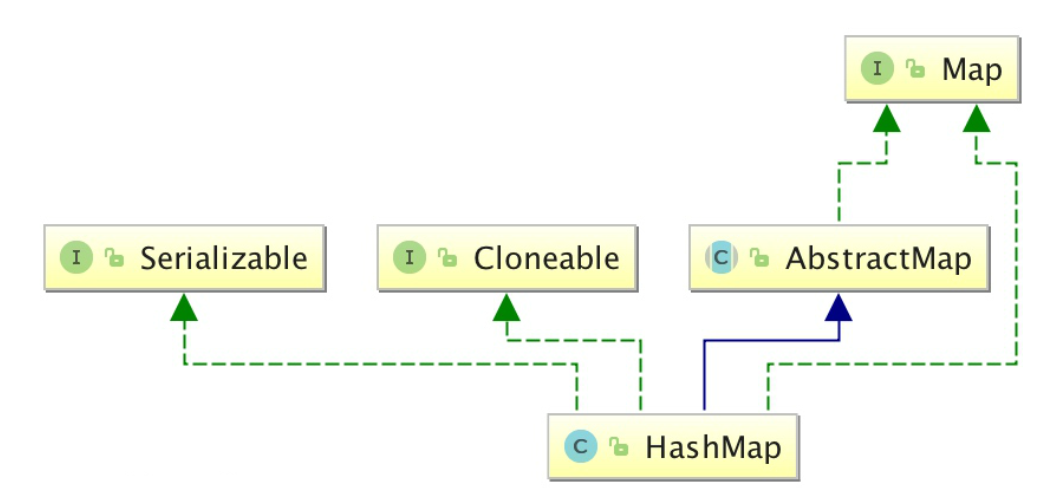 I Map
I Serializable
I Cloneable
C AbstractMap
C HashMap